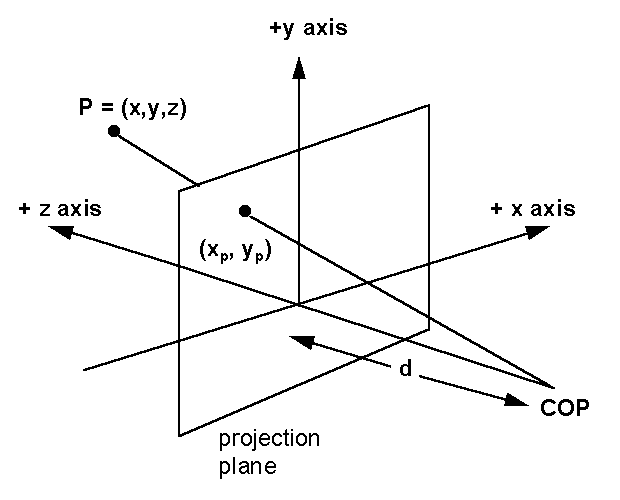 +y axis
P = (x,y,z)
+ z axis
+ x axis
(xp, yp)
d
COP
projection
plane